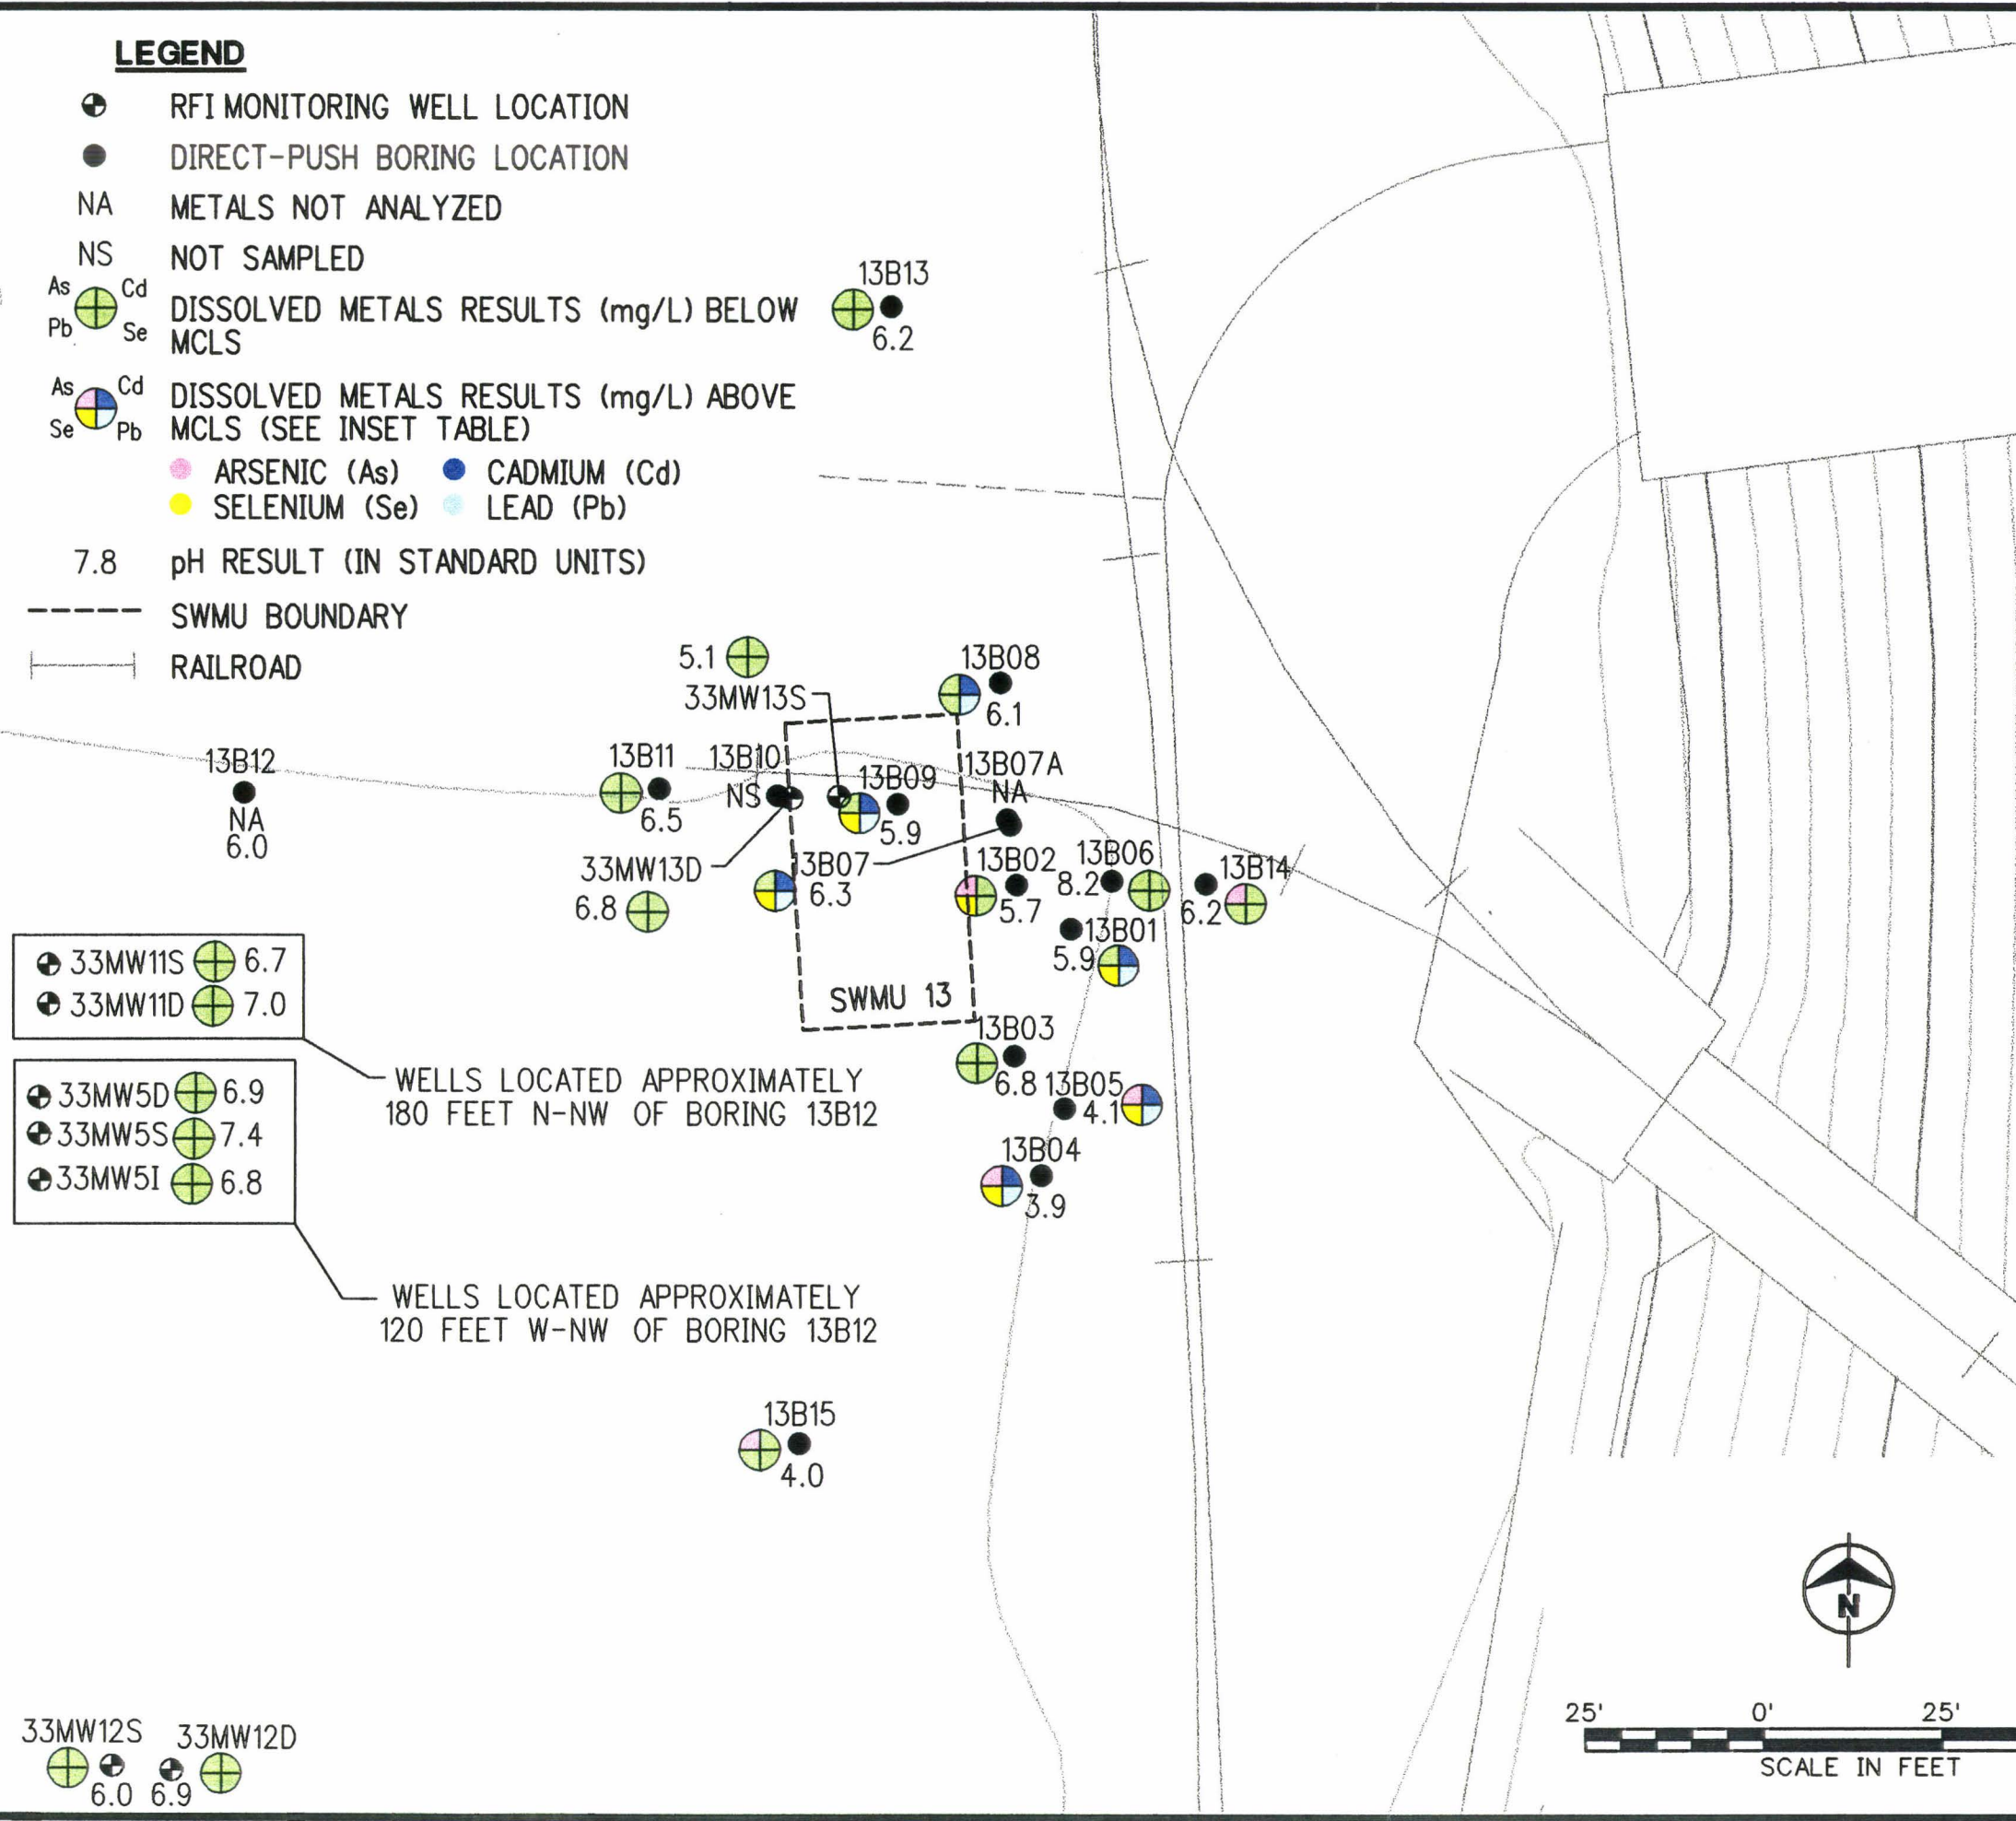 LEGEND
RFI MONITORING WELL LOCATION
DIRECT-PUSH BORING LOCATION
NA METALS NOT ANALYZED
NS NOT SAMPLED
As Cd
Pb Se
DISSOLVED METALS RESULTS (mg/L) BELOW
MCLS
As Cd
Se Pb
DISSOLVED METALS RESULTS (mg/L) ABOVE
MCLS (SEE INSET TABLE)
ARSENIC (As) CADMIUM (Cd)
SELENIUM (Se) LEAD (Pb)
7.8 pH RESULT (IN STANDARD UNITS)
SWMU BOUNDARY
RAILROAD
13B13
6.2
5.1
33MW13S
13B08
6.1
13B12
NA
6.0
13B11
6.5
13B10
NS
13B09
5.9
13B07A
NA
33MW13D
6.8
13B07
6.3
13B02
5.7
13B06
8.2
13B14
6.2
13B01
5.9
SWMU 13
33MW11S 6.7
33MW11D 7.0
WELLS LOCATED APPROXIMATELY
180 FEET N-NW OF BORING 13B12
13B03
6.8
13B05
4.1
13B04
3.9
33MW5D 6.9
33MW5S 7.4
33MW5I 6.8
WELLS LOCATED APPROXIMATELY
120 FEET W-NW OF BORING 13B12
13B15
4.0
N
25' 0' 25'
SCALE IN FEET
33MW12S 33MW12D
6.0 6.9